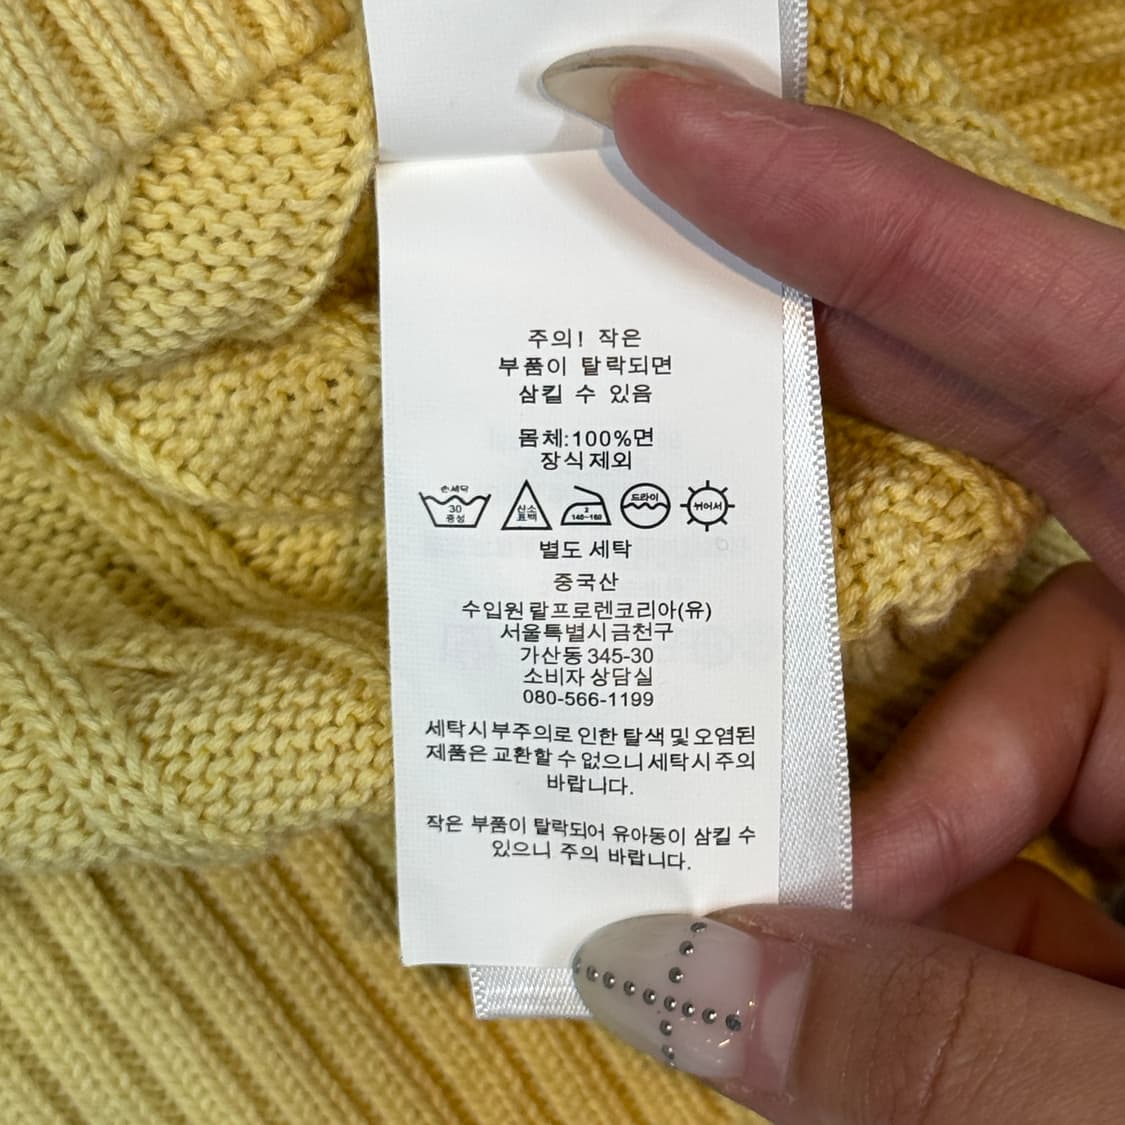 주의! 작은
부품이 탈락되면
삼킬 수 있음
몸체:100%면
장식제외
손세탁
30
중성
산소
표백
2
140~160
드라이
뉘어서
별도 세탁
중국산
수입원 랄프로렌코리아(유)
서울특별시금천구
가산동 345-30
소비자 상담실
080-566-1199
세탁시부주의로 인한 탈색 및 오염된
제품은 교환할 수 없으니 세탁시 주의
바랍니다.
작은 부품이 탈락되어 유아동이 삼킬 수
있으니 주의 바랍니다.